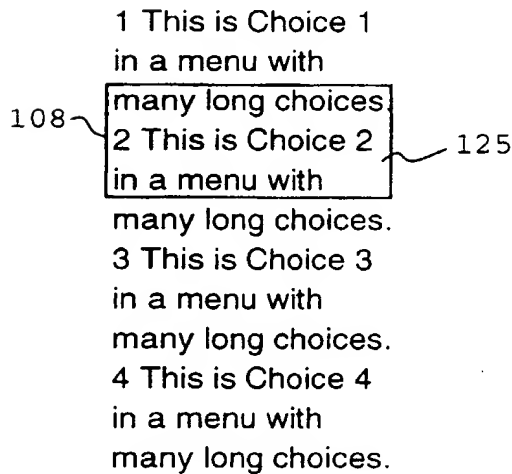 1 This is Choice 1
in a menu with
many long choices.
108
2 This is Choice 2
125
in a menu with
many long choices.
3 This is Choice 3
in a menu with
many long choices.
4 This is Choice 4
in a menu with
many long choices.